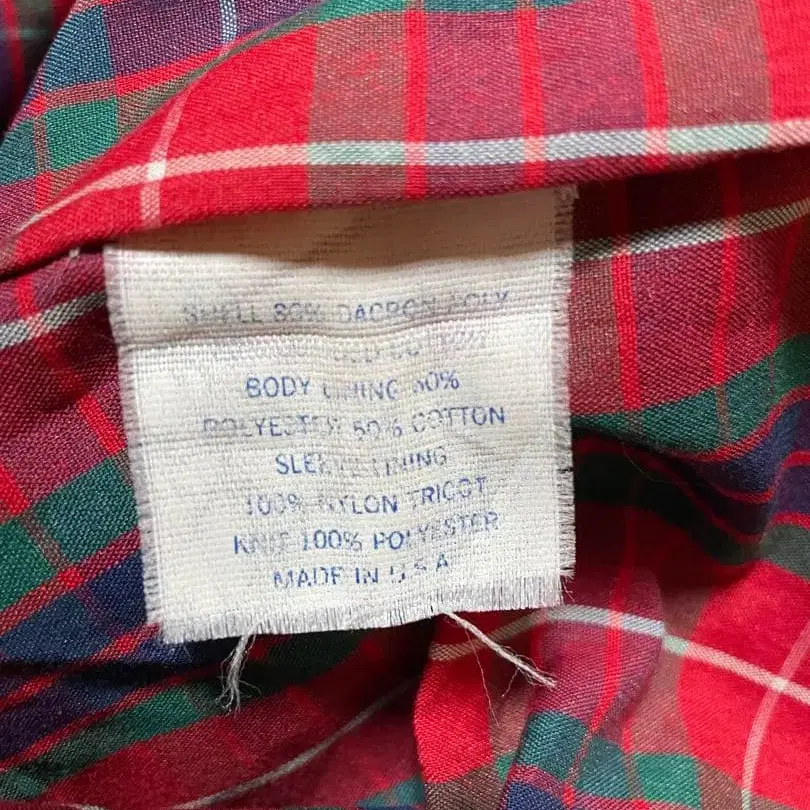 SHELL 80% DACRON POLY
COTTON
BODY LINING 50%
POLYESTER 50% COTTON
SLEEVE LINING
100% NYLON TRICOT
KNIT 100% POLYESTER
MADE IN U.S.A